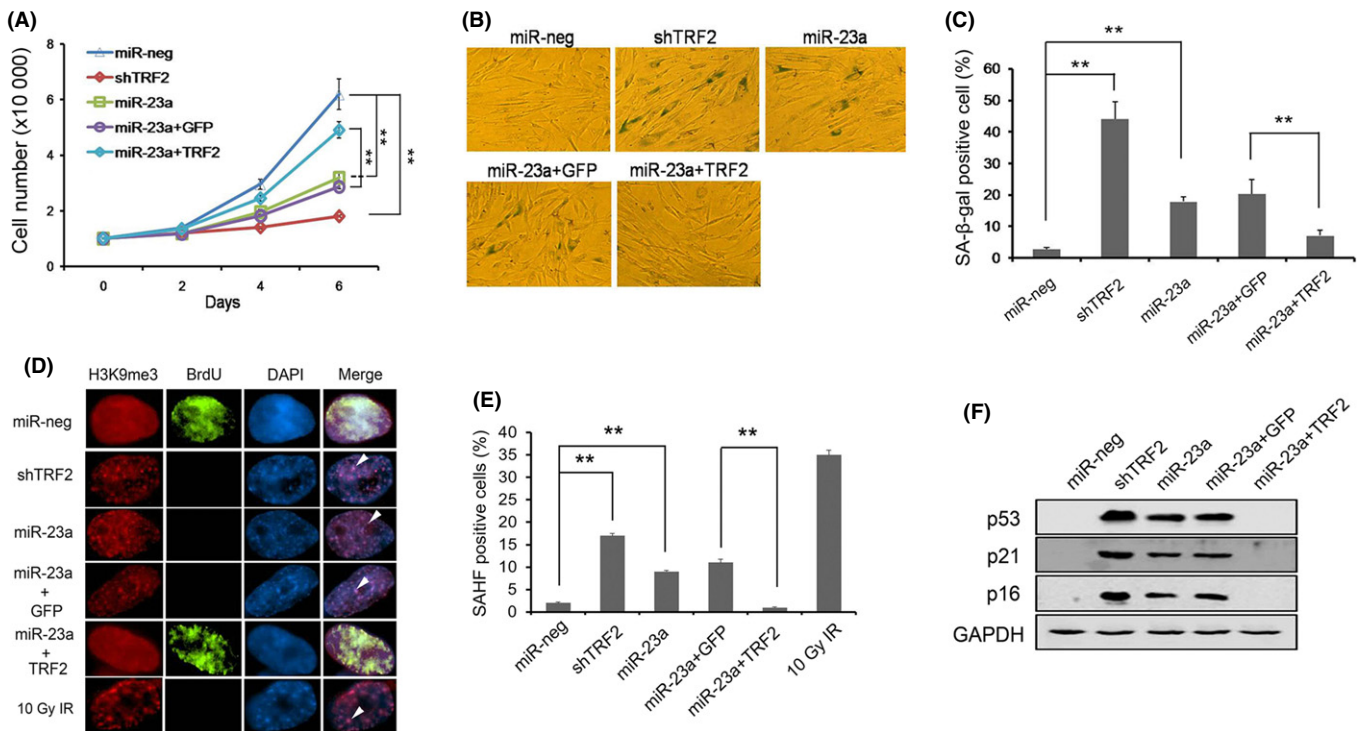 (A)
Cell number (x10 000)
8
6
4
2
0
miR-neg
shTRF2
miR-23a
miR-23a+GFP
miR-23a+TRF2
**
**
**
0 2 4 6
Days
(B)
miR-neg shTRF2 miR-23a
miR-23a+GFP miR-23a+TRF2
(C)
SA-β-gal positive cell (%)
60
50
40
30
20
10
0
**
**
**
miR-neg shTRF2 miR-23a miR-23a+GFP miR-23a+TRF2
(D)
H3K9me3 BrdU DAPI Merge
miR-neg
shTRF2
miR-23a
miR-23a
+
GFP
miR-23a
+
TRF2
10 Gy IR
(E)
SAHF positive cells (%)
40
35
30
25
20
15
10
5
0
**
**
**
miR-neg shTRF2 miR-23a miR-23a+GFP miR-23a+TRF2 10 Gy IR
(F)
miR-neg shTRF2 miR-23a miR-23a+GFP miR-23a+TRF2
p53
p21
p16
GAPDH